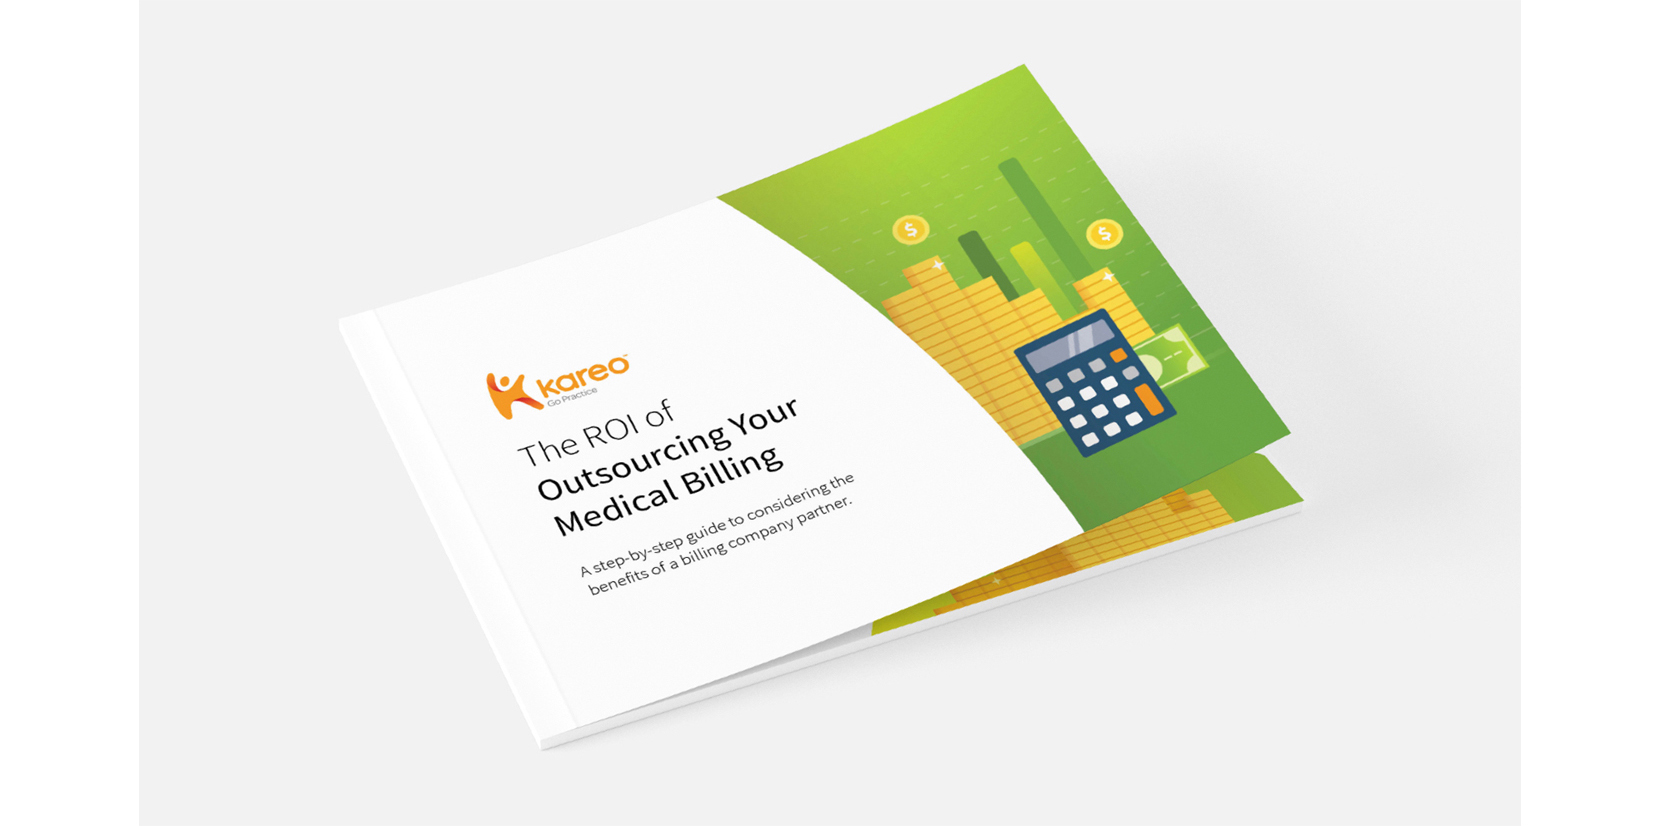 kareo™
Go Practice
The ROI of
Outsourcing Your
Medical Billing
A step-by-step guide to considering the
benefits of a billing company partner.
$
$